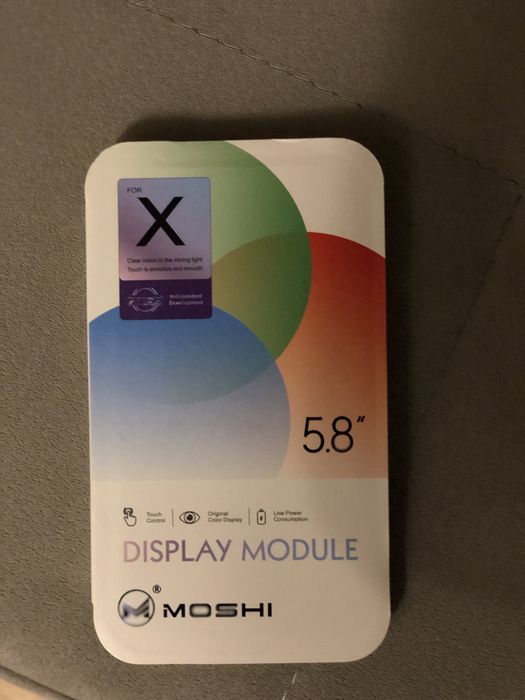 FOR
X
Clear vision in the strong light
Touch is sensitive and smooth
Independent
Development
5.8"
Touch
Control
Original
Color Display
Low Power
Consumption
DISPLAY MODULE
®
MOSHI